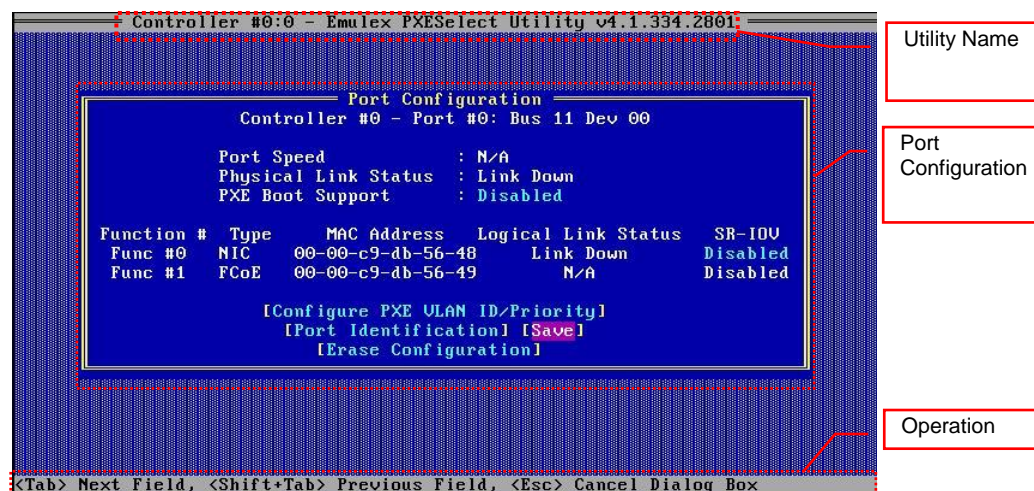 Controller #0:0 - Emulex PXESelect Utility v4.1.334.2801
Utility Name
Port Configuration
Controller #0 - Port #0: Bus 11 Dev 00
Port Speed : N/A
Physical Link Status : Link Down
PXE Boot Support : Disabled
Port
Configuration
Function # Type MAC Address Logical Link Status SR-IOV
Func #0 NIC 00-00-c9-db-56-48 Link Down Disabled
Func #1 FCoE 00-00-c9-db-56-49 N/A Disabled
[Configure PXE VLAN ID/Priority]
[Port Identification] [Save]
[Erase Configuration]
Operation
<Tab> Next Field, <Shift+Tab> Previous Field, <Esc> Cancel Dialog Box